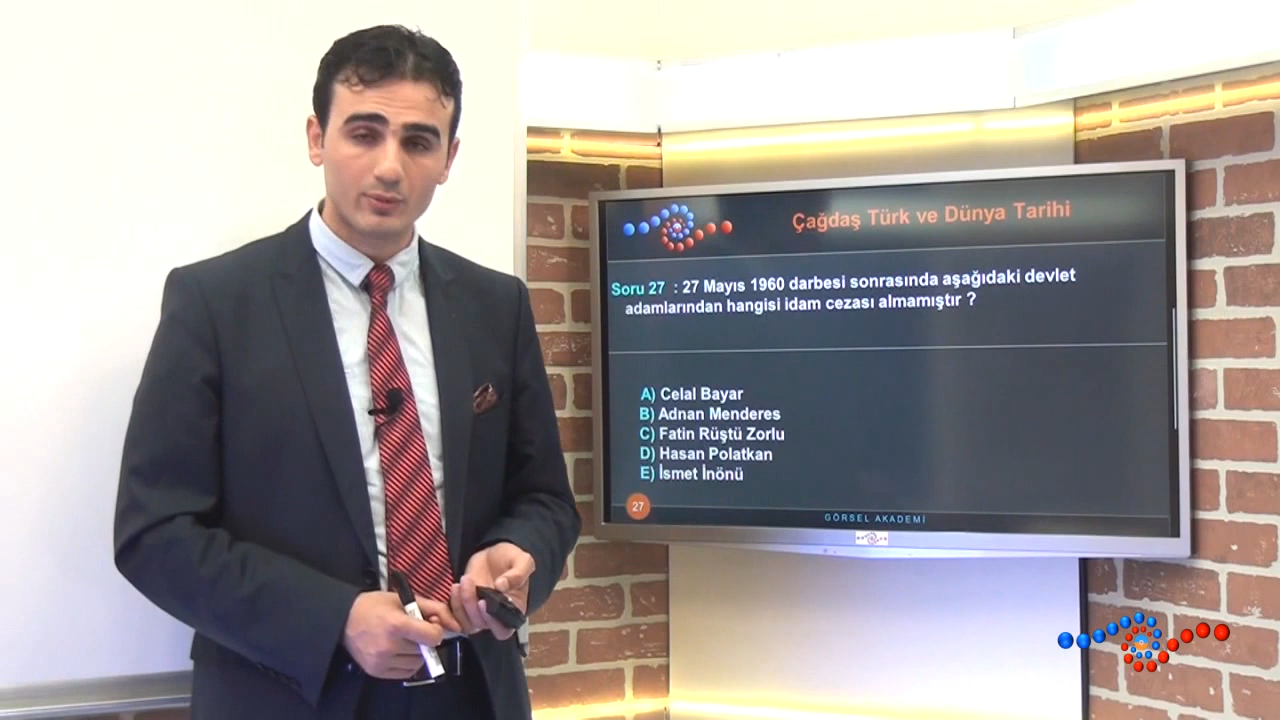 Çağdaş Türk ve Dünya Tarihi
Soru 27 : 27 Mayıs 1960 darbesi sonrasında aşağıdaki devlet
adamlarından hangisi idam cezası almamıştır ?
A) Celal Bayar
B) Adnan Menderes
C) Fatin Rüştü Zorlu
D) Hasan Polatkan
E) İsmet İnönü
27
GÖRSEL AKADEMİ